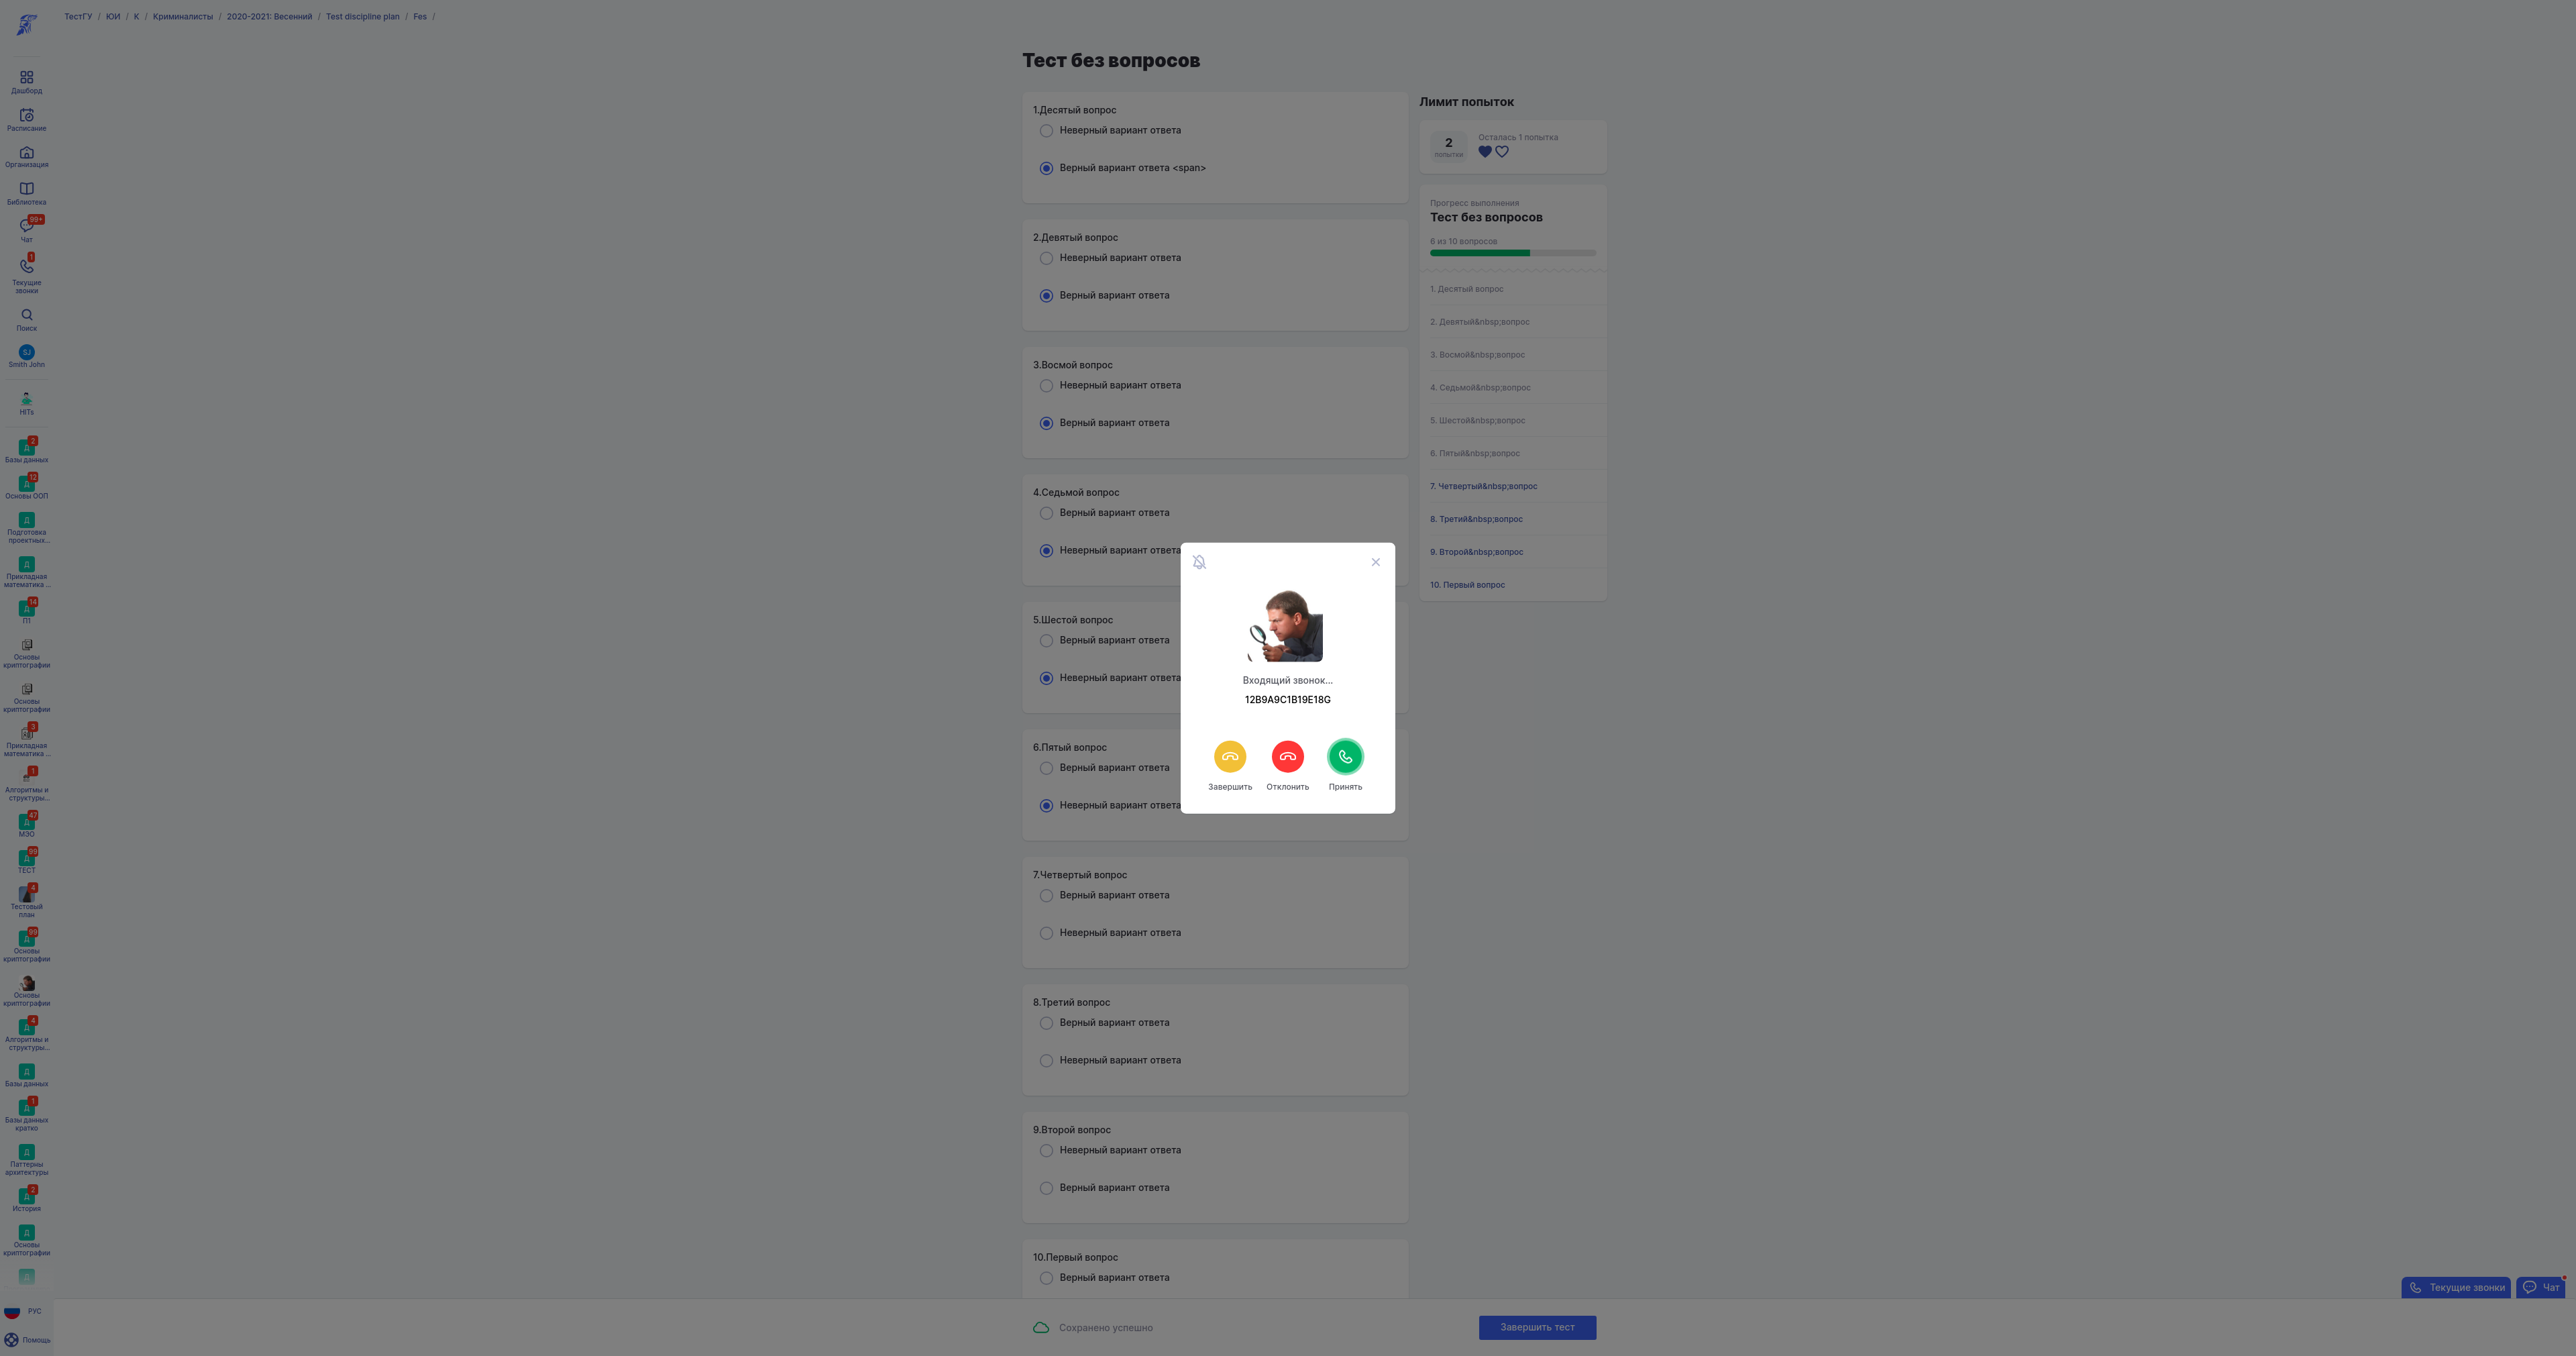 ТестГУ / ЮИ / К / Криминалисты / 2020-2021: Весенний / Test discipline plan / Fes /
Дашборд
Расписание
Организация
Библиотека
99+
Чат
1
Текущие
звонки
Поиск
SJ
Smith John
HITs
2
Д
Базы данных
12
Д
Основы ООП
Д
Подготовка
проектных...
Д
Прикладная
математика ...
14
Д
П1
Основы
криптографии
Основы
криптографии
3
Прикладная
математика ...
1
Алгоритмы и
структуры...
47
Д
МЭО
99
Д
ТЕСТ
4
Тестовый
план
99
Д
Основы
криптографии
Основы
криптографии
4
Д
Алгоритмы и
структуры...
Д
Базы данных
1
Д
Базы данных
кратко
Д
Паттерны
архитектуры
2
Д
История
Д
Основы
криптографии
Д
РУС
Помощь
Тест без вопросов
1.Десятый вопрос
Неверный вариант ответа
Верный вариант ответа <span>
2.Девятый вопрос
Неверный вариант ответа
Верный вариант ответа
3.Восмой вопрос
Неверный вариант ответа
Верный вариант ответа
4.Седьмой вопрос
Верный вариант ответа
Неверный вариант ответа
5.Шестой вопрос
Верный вариант ответа
Неверный вариант ответа
6.Пятый вопрос
Верный вариант ответа
Неверный вариант ответа
7.Четвертый вопрос
Верный вариант ответа
Неверный вариант ответа
8.Третий вопрос
Верный вариант ответа
Неверный вариант ответа
9.Второй вопрос
Неверный вариант ответа
Верный вариант ответа
10.Первый вопрос
Верный вариант ответа
Лимит попыток
2
попытки
Осталась 1 попытка
Прогресс выполнения
Тест без вопросов
6 из 10 вопросов
1. Десятый вопрос
2. Девятый&nbsp;вопрос
3. Восмой&nbsp;вопрос
4. Седьмой&nbsp;вопрос
5. Шестой&nbsp;вопрос
6. Пятый&nbsp;вопрос
7. Четвертый&nbsp;вопрос
8. Третий&nbsp;вопрос
9. Второй&nbsp;вопрос
10. Первый вопрос
Входящий звонок...
12B9A9C1B19E18G
Завершить
Отклонить
Принять
Текущие звонки
Чат
Сохранено успешно
Завершить тест